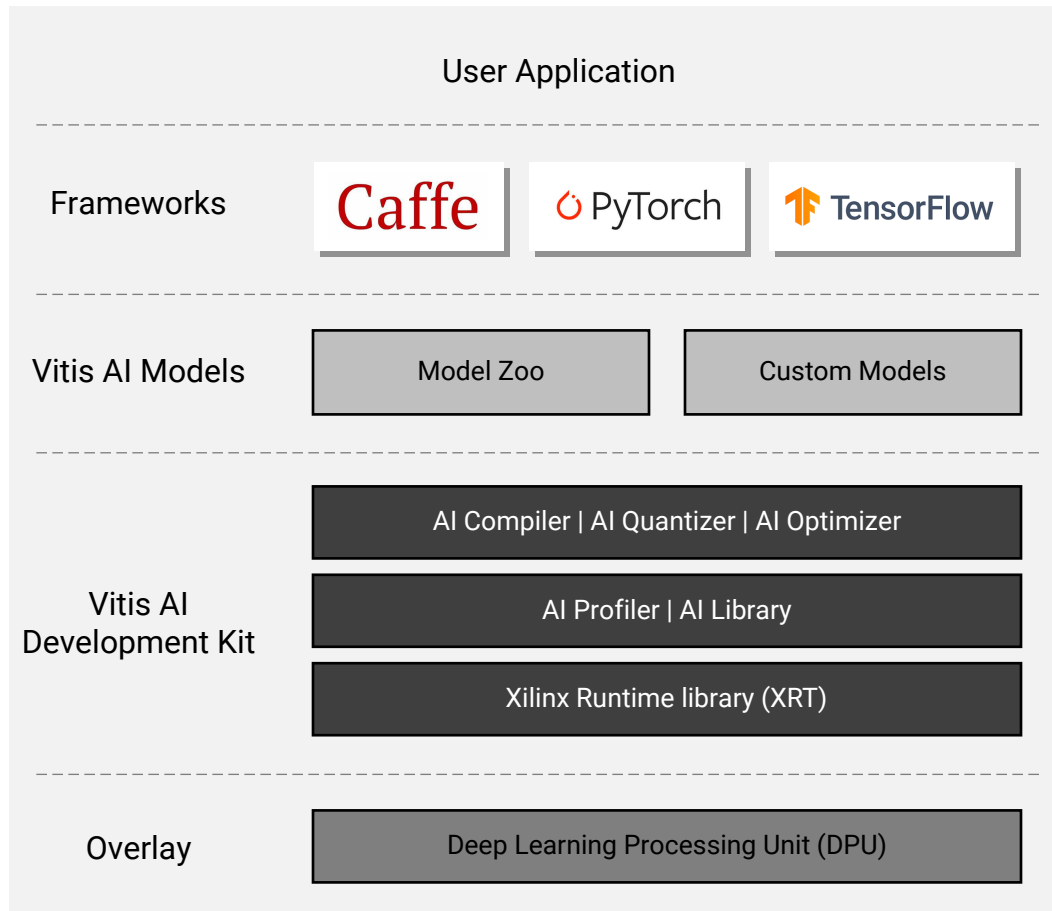 User Application
Frameworks
Caffe
PyTorch
TensorFlow
Vitis AI Models
Model Zoo
Custom Models
Vitis AI
Development Kit
AI Compiler | AI Quantizer | AI Optimizer
AI Profiler | AI Library
Xilinx Runtime library (XRT)
Overlay
Deep Learning Processing Unit (DPU)